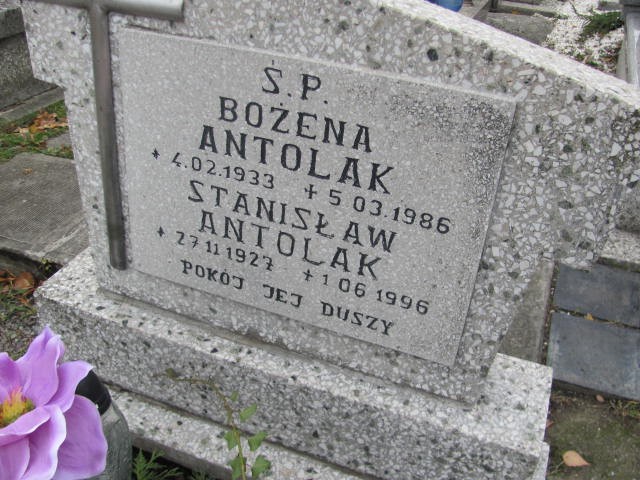 Ś.P.
BOŻENA
ANTOLAK
* 4.02.1933 + 5.03.1986
STANISŁAW
ANTOLAK
* 27 11.1927 + 1.06 1996
POKÓJ JEJ DUSZY